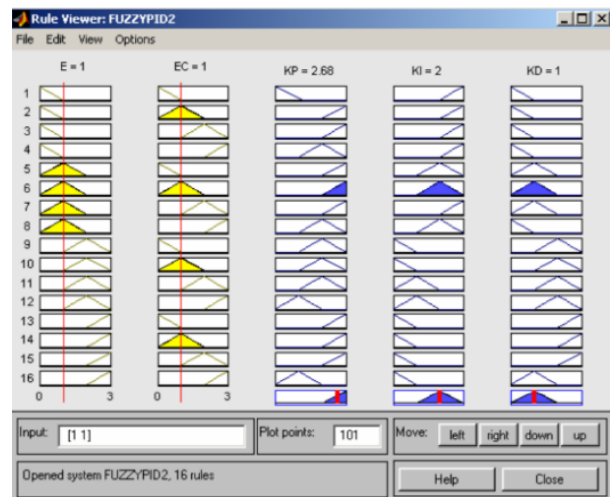 Rule Viewer: FUZZYPID2
File Edit View Options
E = 1 EC = 1 KP = 2.68 KI = 2 KD = 1
1
2
3
4
5
6
7
8
9
10
11
12
13
14
15
16
0 3 0 3
Input: [1 1] Plot points: 101 Move: left right down up
Opened system FUZZYPID2, 16 rules Help Close